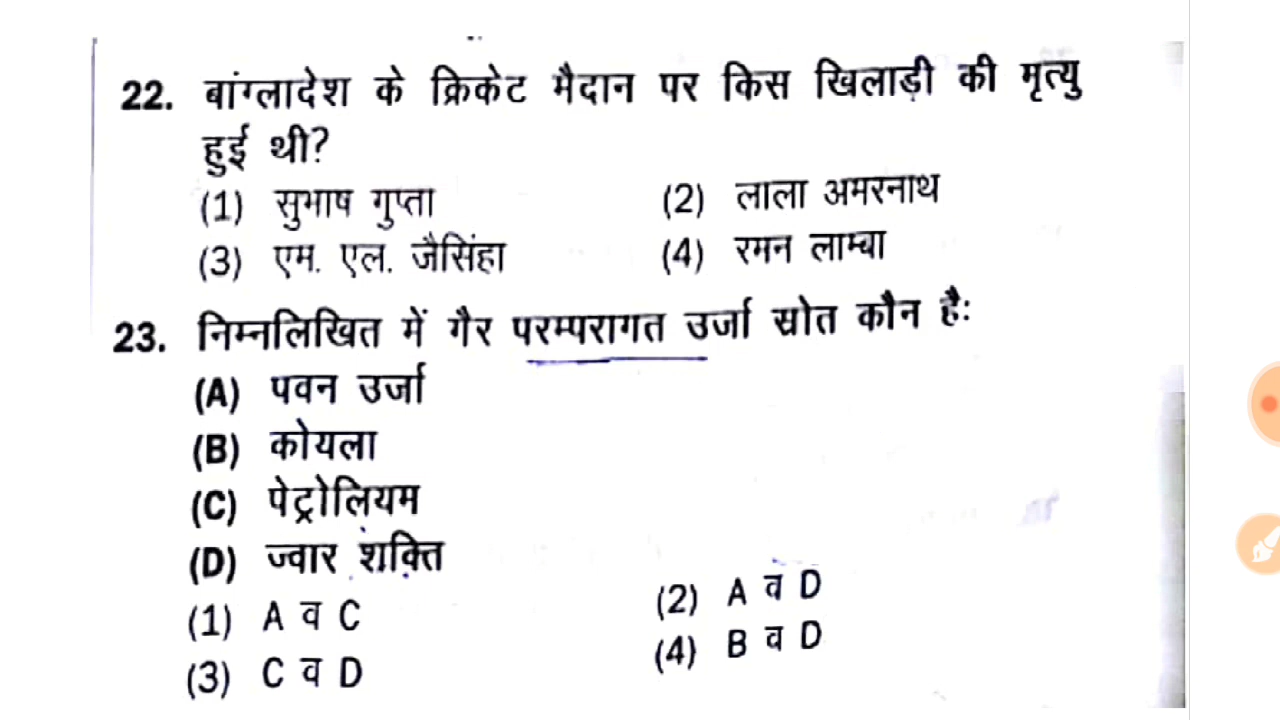 22. बांग्लादेश के क्रिकेट मैदान पर किस खिलाड़ी की मृत्यु
हुई थी?
(1) सुभाष गुप्ता (2) लाला अमरनाथ
(3) एम. एल. जैसिंहा (4) रमन लाम्बा
23. निम्नलिखित में गैर परम्परागत उर्जा स्रोत कौन है:
(A) पवन उर्जा
(B) कोयला
(C) पेट्रोलियम
(D) ज्वार शक्ति
(1) A व C (2) A व D
(3) C व D (4) B व D